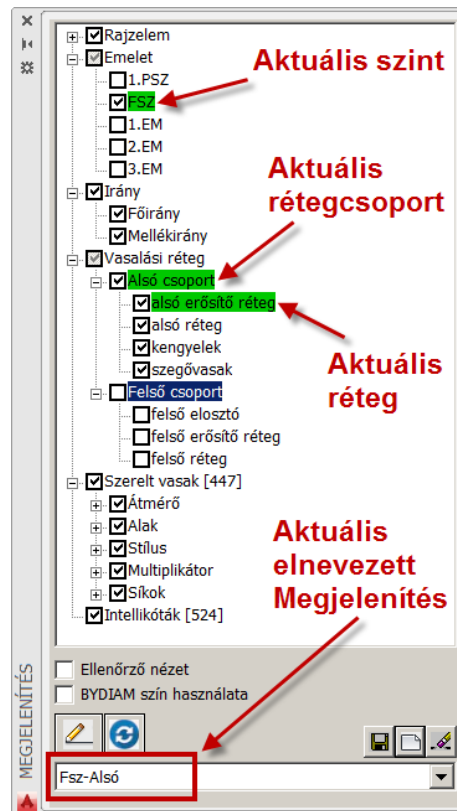 Rajzelem
Emelet
Aktuális szint
1.PSZ
FSZ
1.EM
2.EM
3.EM
Aktuális
rétegcsoport
Irány
Főirány
Mellékirány
Vasalási réteg
Alsó csoport
alsó erősítő réteg
alsó réteg
kengyelek
szegővasak
Aktuális
réteg
Felső csoport
felső elosztó
felső erősítő réteg
felső réteg
Szerelt vasak [447]
Átmérő
Alak
Stílus
Multiplikátor
Síkok
Intellikóták [524]
Aktuális
elnevezett
Megjelenítés
Ellenőrző nézet
BYDIAM szín használata
MEGJELENÍTÉS
Fsz-Alsó